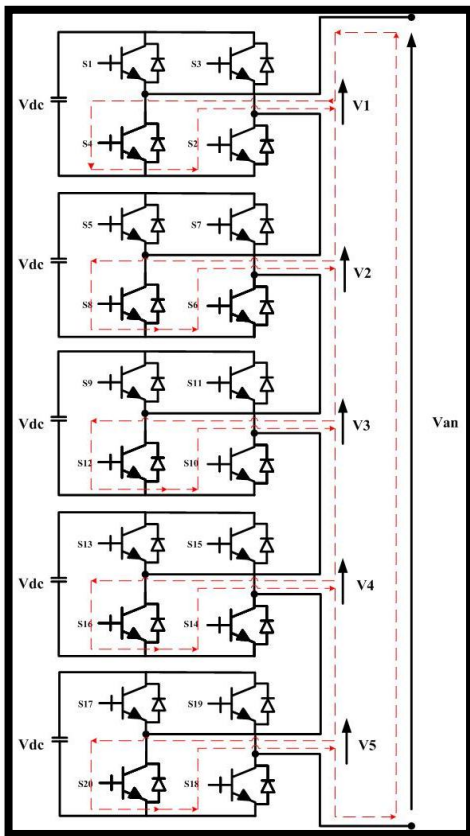 S1
S3
Vdc
V1
S4
S2
S5
S7
Vdc
V2
S8
S6
S9
S11
Vdc
V3
Van
S12
S10
S13
S15
Vdc
V4
S16
S14
S17
S19
Vdc
V5
S20
S18